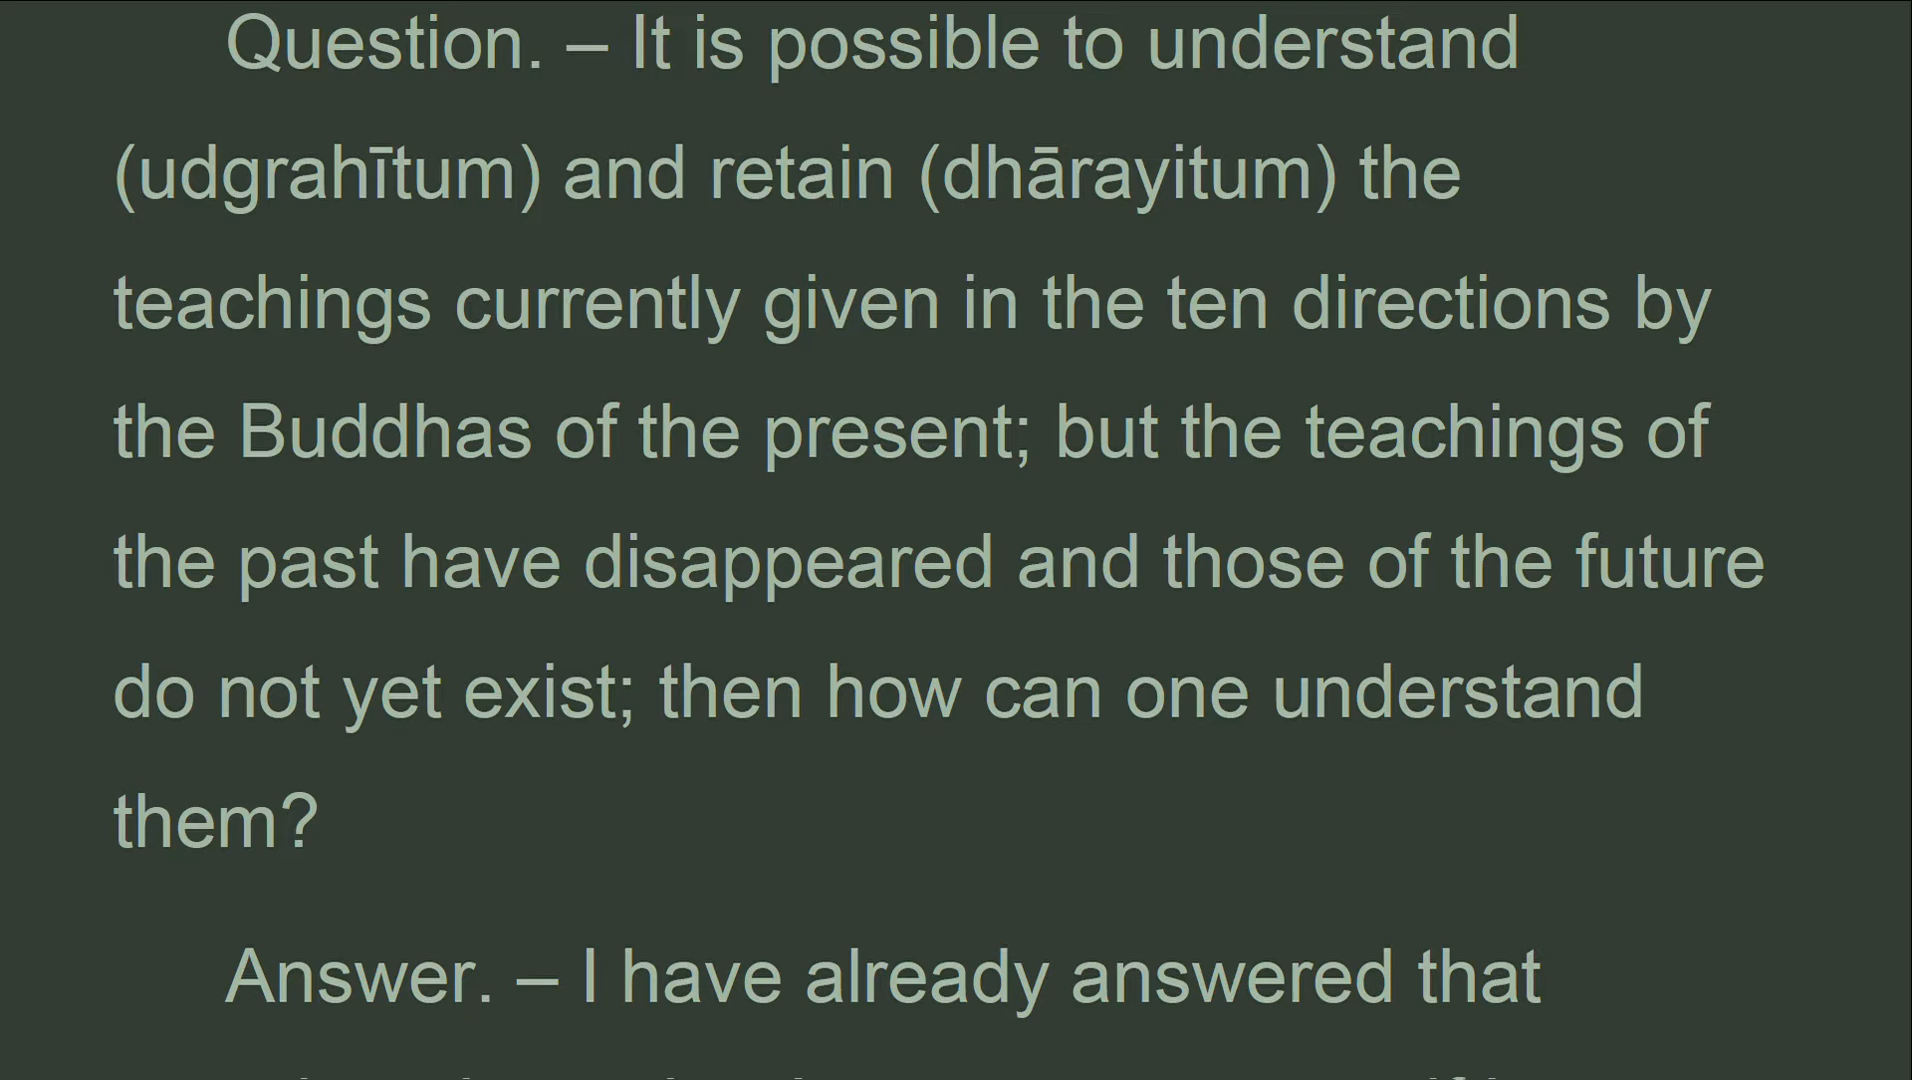 Question. – It is possible to understand
(udgrahītum) and retain (dhārayitum) the
teachings currently given in the ten directions by
the Buddhas of the present; but the teachings of
the past have disappeared and those of the future
do not yet exist; then how can one understand
them?
Answer. – I have already answered that